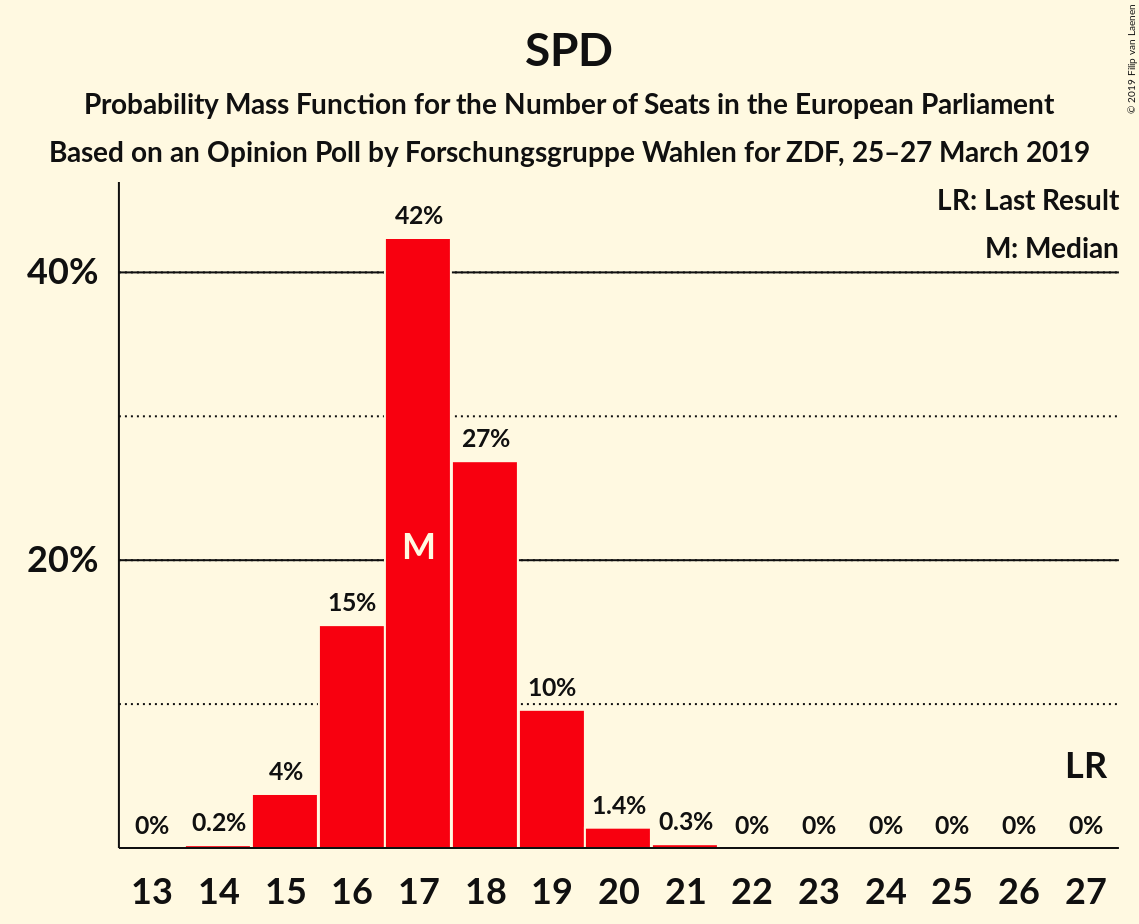 SPD
Probability Mass Function for the Number of Seats in the European Parliament
Based on an Opinion Poll by Forschungsgruppe Wahlen for ZDF, 25–27 March 2019
© 2019 Filip van Laenen
LR: Last Result
M: Median
40%
20%
0%
0.2%
4%
15%
42%
27%
10%
1.4%
0.3%
0%
0%
0%
0%
0%
0%
M
LR
13 14 15 16 17 18 19 20 21 22 23 24 25 26 27